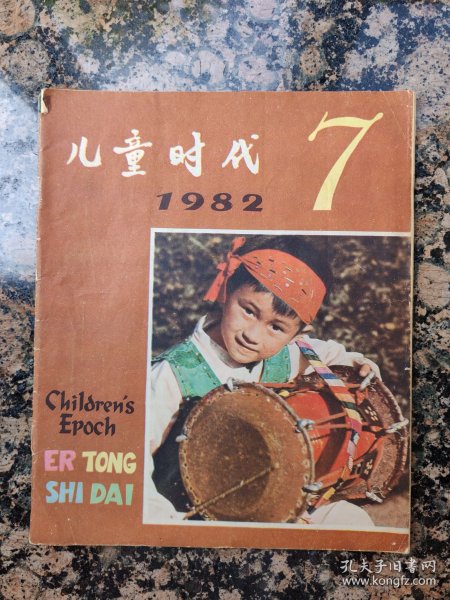 儿童时代
7
1982
Children's
Epoch
ER TONG
SHI DAI
孔夫子旧书网
www.kongfz.com